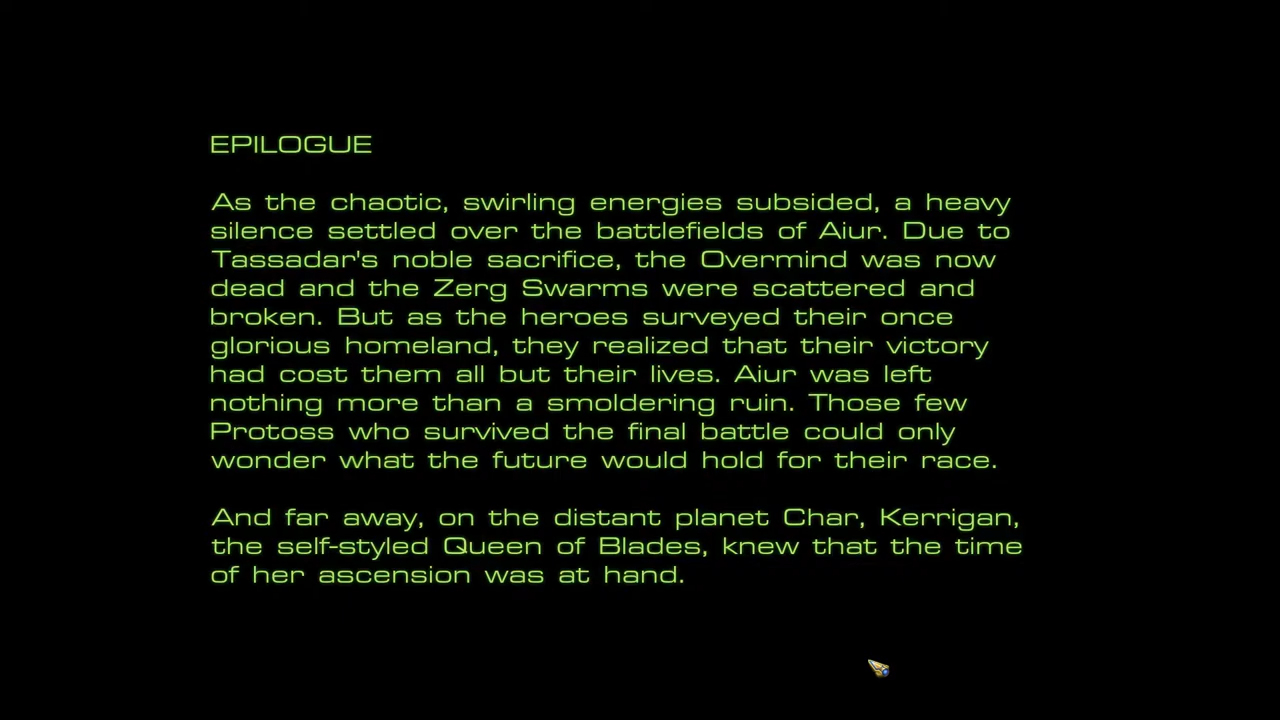 EPILOGUE
As the chaotic, swirling energies subsided, a heavy
silence settled over the battlefields of Aiur. Due to
Tassadar's noble sacrifice, the Overmind was now
dead and the Zerg Swarms were scattered and
broken. But as the heroes surveyed their once
glorious homeland, they realized that their victory
had cost them all but their lives. Aiur was left
nothing more than a smoldering ruin. Those few
Protoss who survived the final battle could only
wonder what the future would hold for their race.
And far away, on the distant planet Char, Kerrigan,
the self-styled Queen of Blades, knew that the time
of her ascension was at hand.